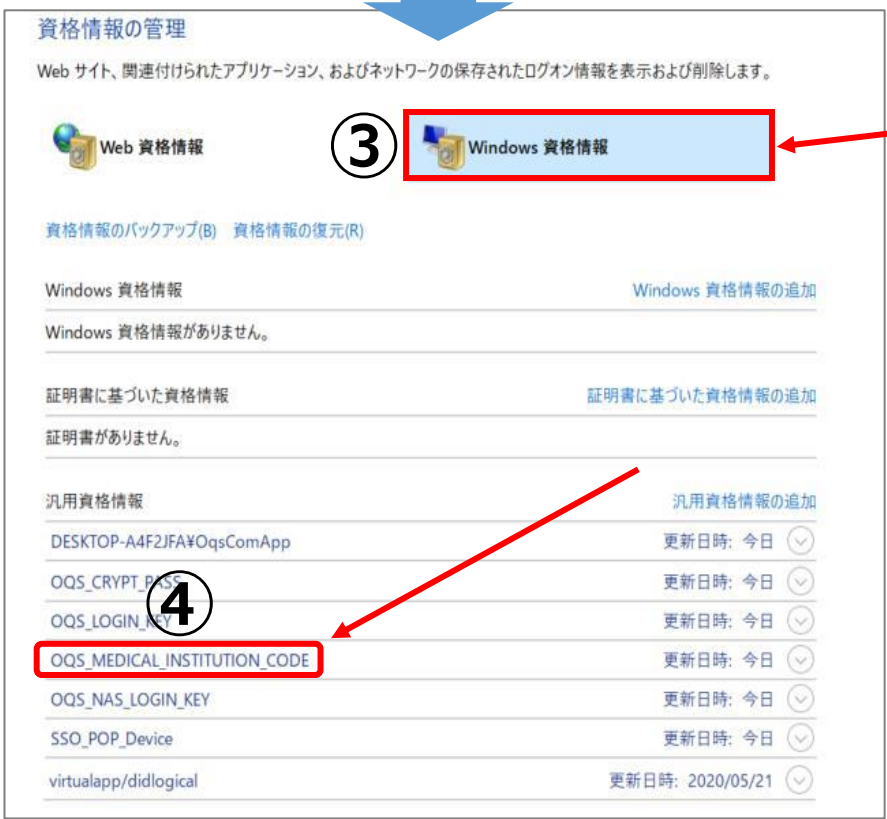 資格情報の管理
Web サイト、関連付けられたアプリケーション、およびネットワークの保存されたログオン情報を表示および削除します。
Web 資格情報
③
Windows 資格情報
資格情報のバックアップ(B) 資格情報の復元(R)
Windows 資格情報 Windows 資格情報の追加
Windows 資格情報がありません。
証明書に基づいた資格情報 証明書に基づいた資格情報の追加
証明書がありません。
汎用資格情報 汎用資格情報の追加
DESKTOP-A4F2JFA¥OqsComApp 更新日時: 今日
OQS_CRYPT_PASS 更新日時: 今日
④
OQS_LOGIN_KEY 更新日時: 今日
OQS_MEDICAL_INSTITUTION_CODE 更新日時: 今日
OQS_NAS_LOGIN_KEY 更新日時: 今日
SSO_POP_Device 更新日時: 今日
virtualapp/didlogical 更新日時: 2020/05/21